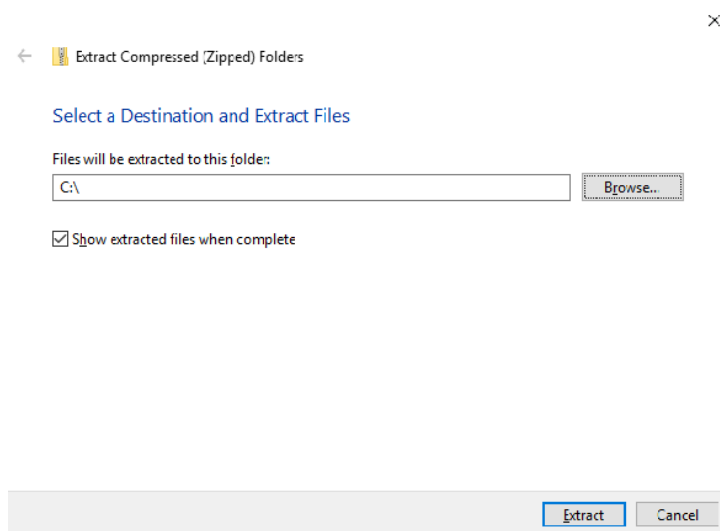 Extract Compressed (Zipped) Folders
Select a Destination and Extract Files
Files will be extracted to this folder:
C:\
Browse...
Show extracted files when complete
Extract
Cancel